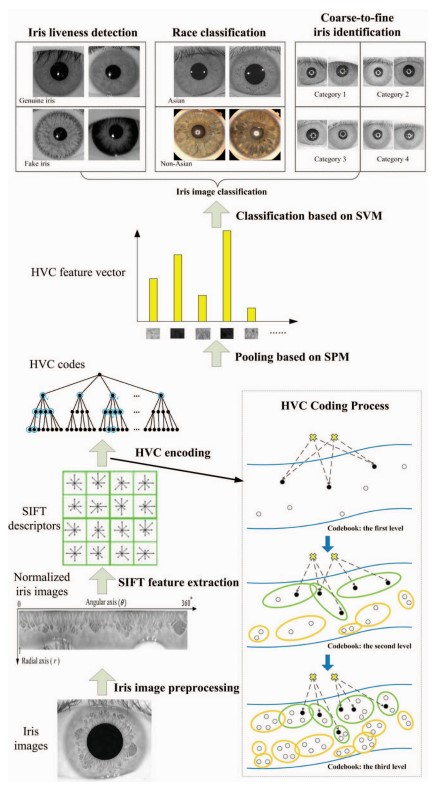 Iris liveness detection
Race classification
Coarse-to-fine
iris identification
Genuine iris
Asian
Category 1
Category 2
Fake iris
Non-Asian
Category 3
Category 4
Iris image classification
Classification based on SVM
HVC feature vector
......
Pooling based on SPM
HVC codes
...
...
...
HVC encoding
SIFT
descriptors
SIFT feature extraction
Normalized
iris images
0
Angular axis (θ)
360°
1
Radial axis (r)
Iris image preprocessing
Iris
images
HVC Coding Process
Codebook: the first level
Codebook: the second level
Codebook: the third level